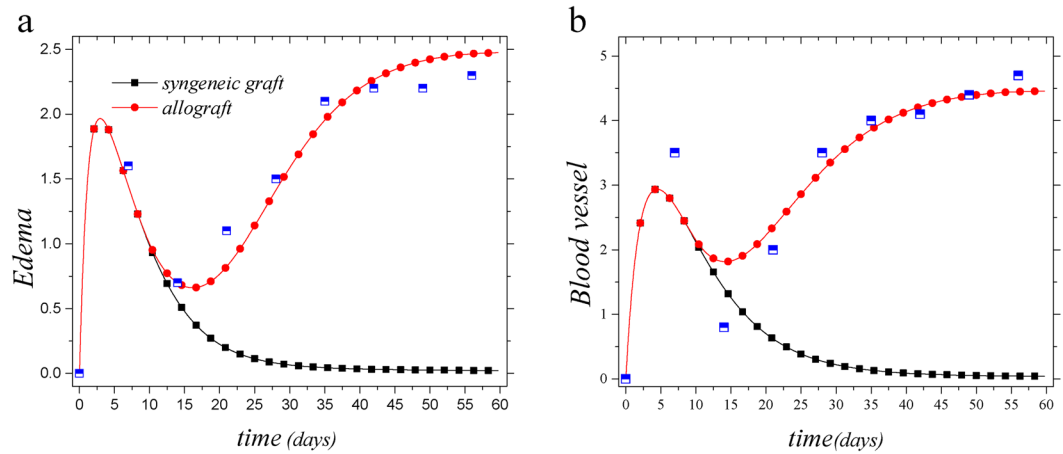 a
2.5
2.0
1.5
1.0
0.5
0.0
Edema
syngeneic graft
allograft
0 5 10 15 20 25 30 35 40 45 50 55 60
time (days)
b
5
4
3
2
1
0
Blood vessel
0 5 10 15 20 25 30 35 40 45 50 55 60
time(days)